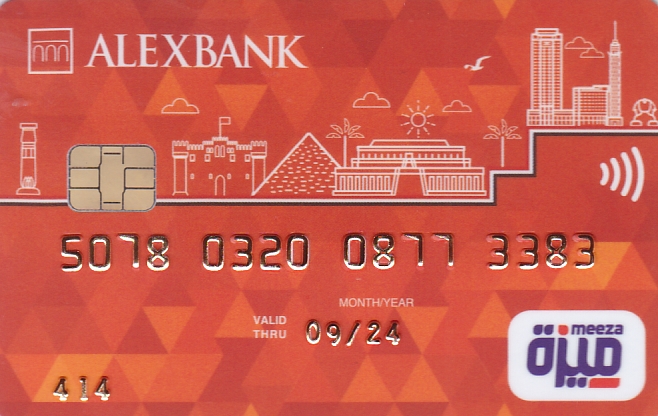 ALEXBANK
5078 0320 0877 3383
MONTH/YEAR
VALID THRU 09/24
414
meeza
ميزة